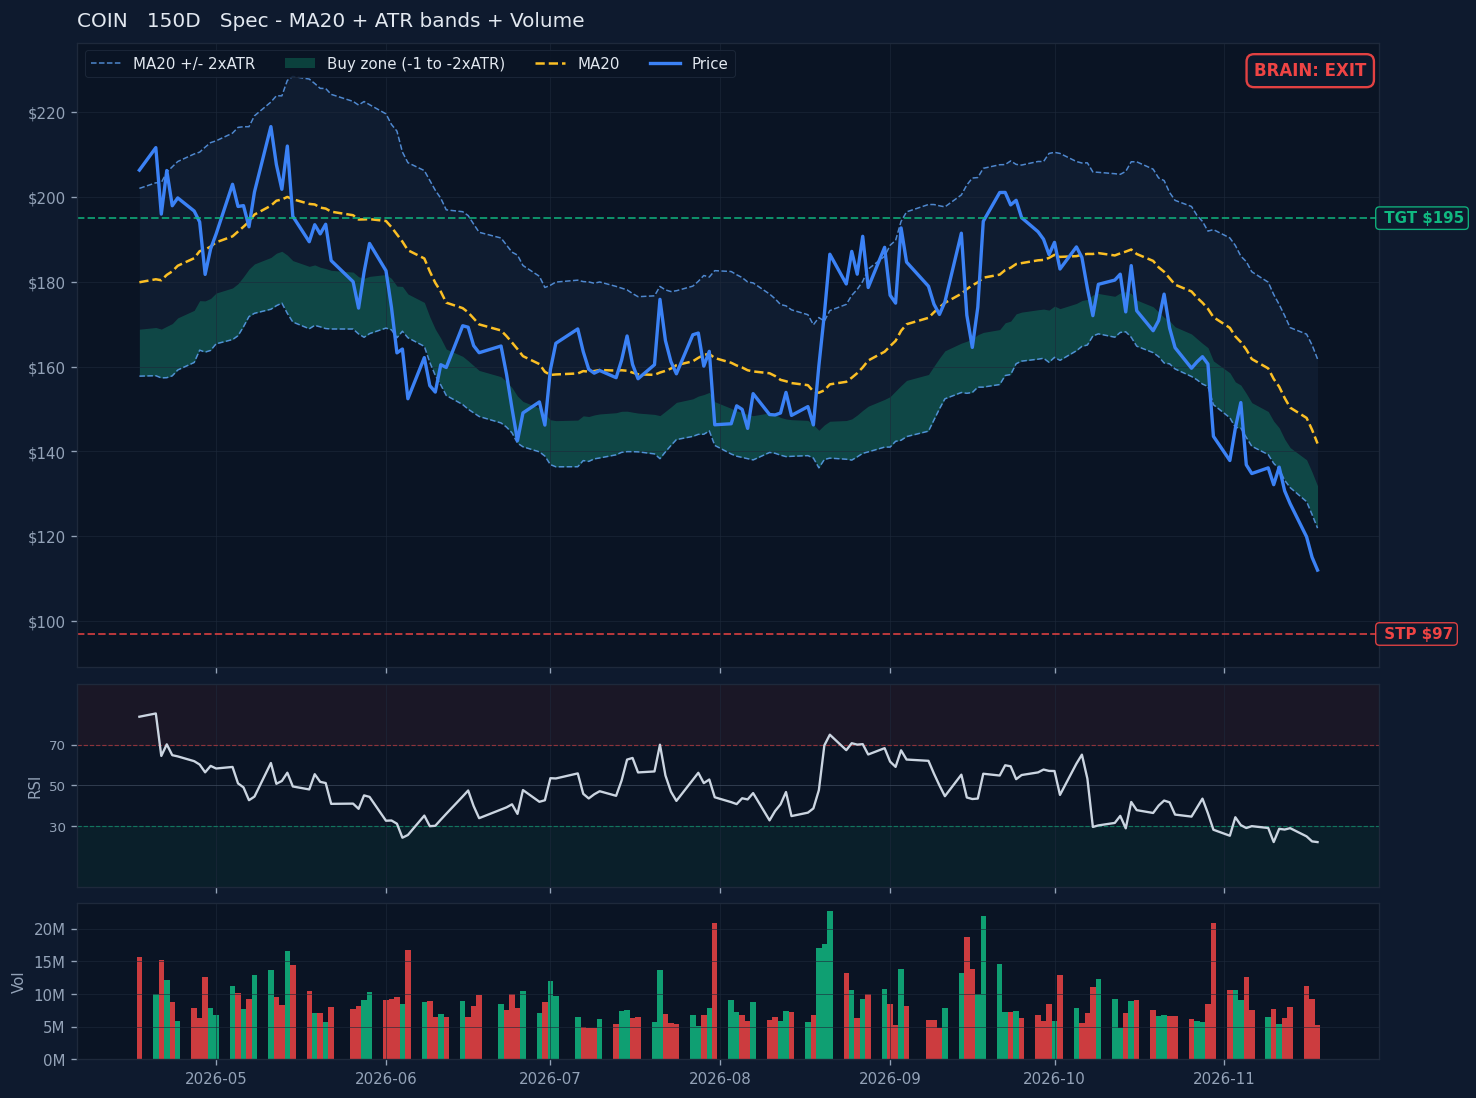 COIN   150D   Spec - MA20 + ATR bands + Volume
MA20 +/- 2xATR
Buy zone (-1 to -2xATR)
MA20
Price
BRAIN: EXIT
$220
$200
$180
$160
$140
$120
$100
TGT $195
STP $97
RSI
70
50
30
Vol
20M
15M
10M
5M
0M
2026-05
2026-06
2026-07
2026-08
2026-09
2026-10
2026-11